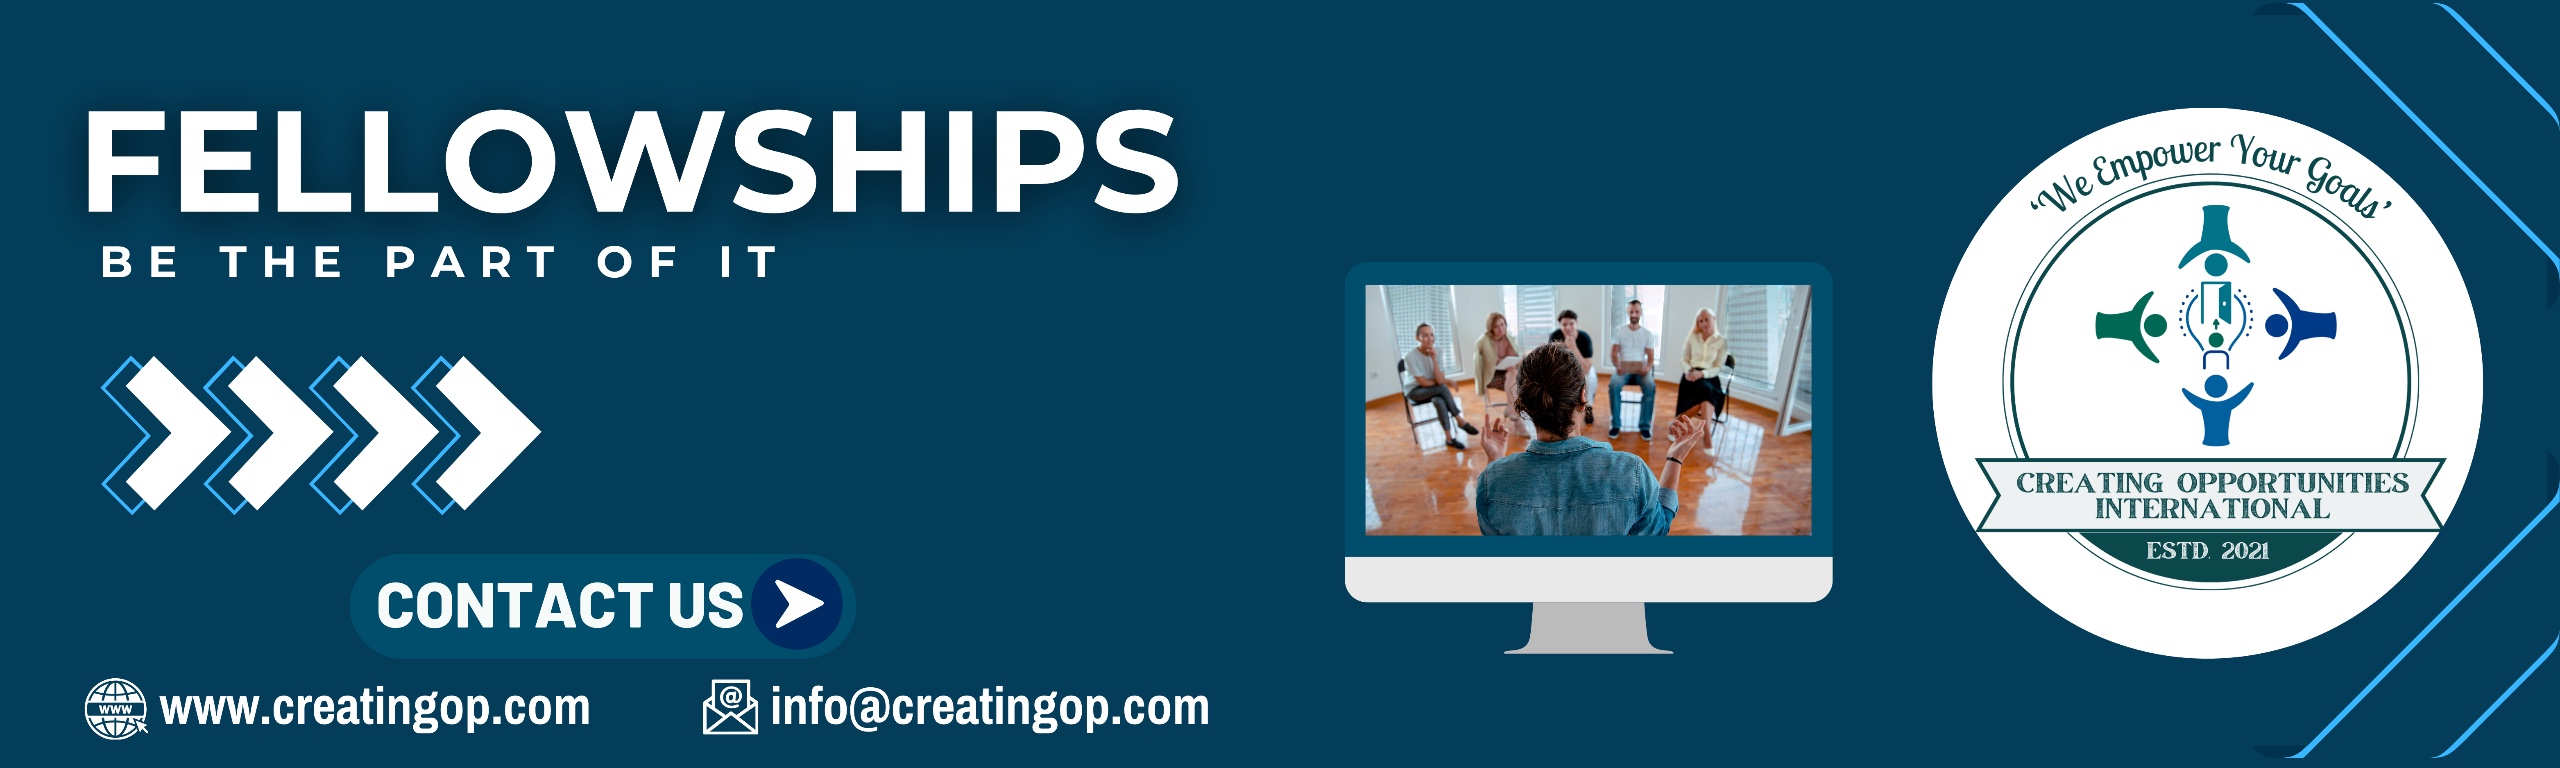 FELLOWSHIPS
BE THE PART OF IT
CONTACT US
www
www.creatingop.com
@
info@creatingop.com
‘We Empower Your Goals’
CREATING OPPORTUNITIES
INTERNATIONAL
ESTD. 2021